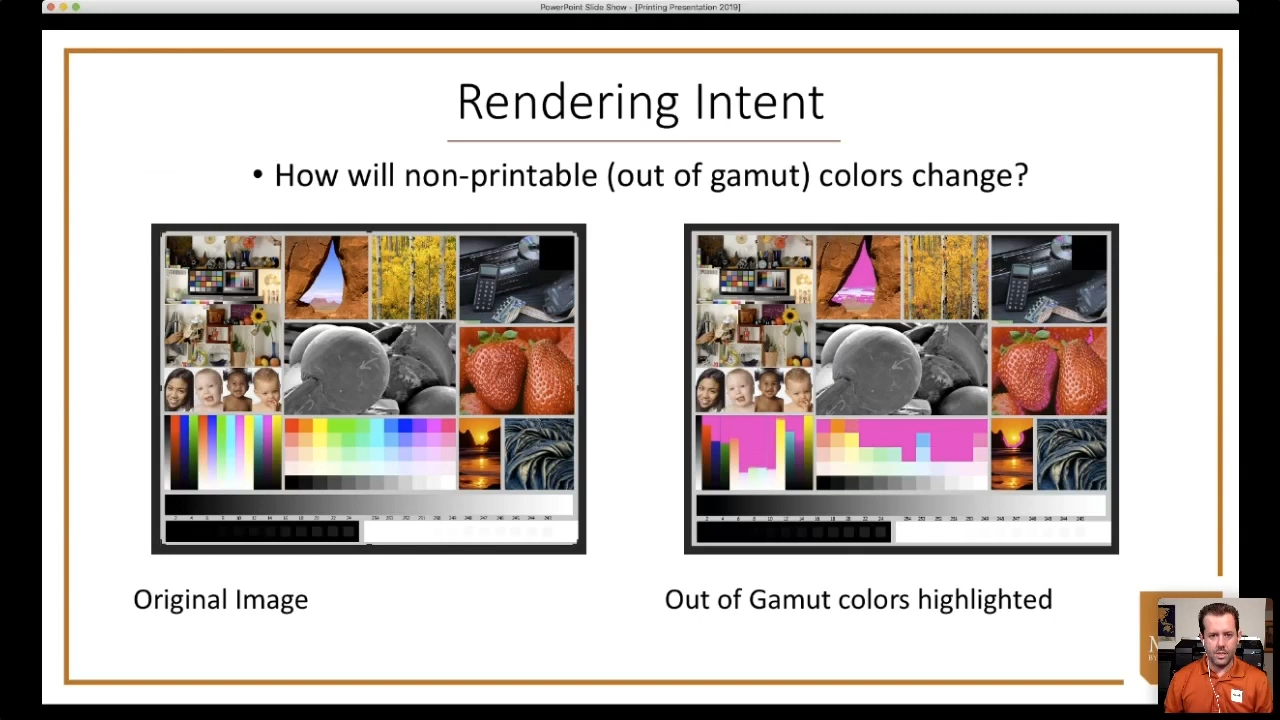 PowerPoint Slide Show - [Printing Presentation 2019]
Rendering Intent
• How will non-printable (out of gamut) colors change?
Original Image
Out of Gamut colors highlighted